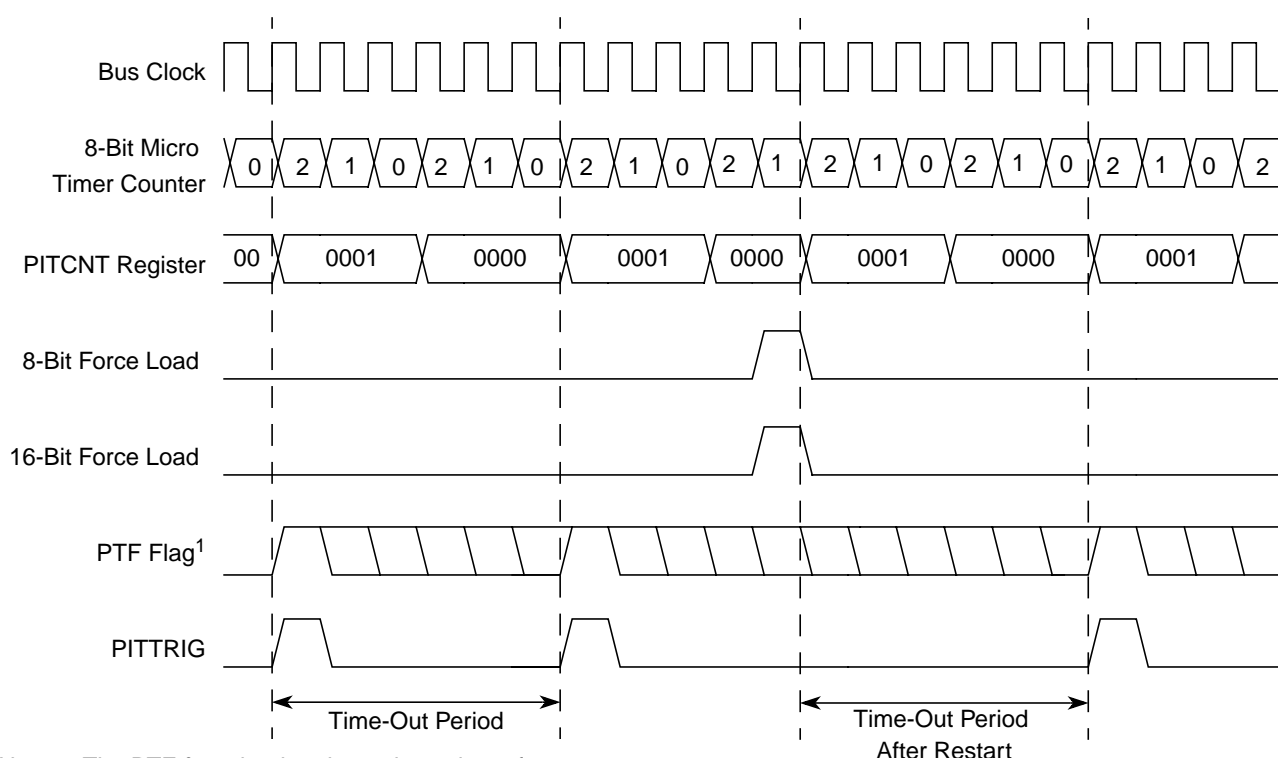 Bus Clock
8-Bit Micro
Timer Counter
0 2 1 0 2 1 0 2 1 0 2 1 2 1 0 2 1 0 2 1 0 2
PITCNT Register
00 0001 0000 0001 0000 0001 0000 0001
8-Bit Force Load
16-Bit Force Load
PTF Flag1
PITTRIG
Time-Out Period
Time-Out Period
After Restart